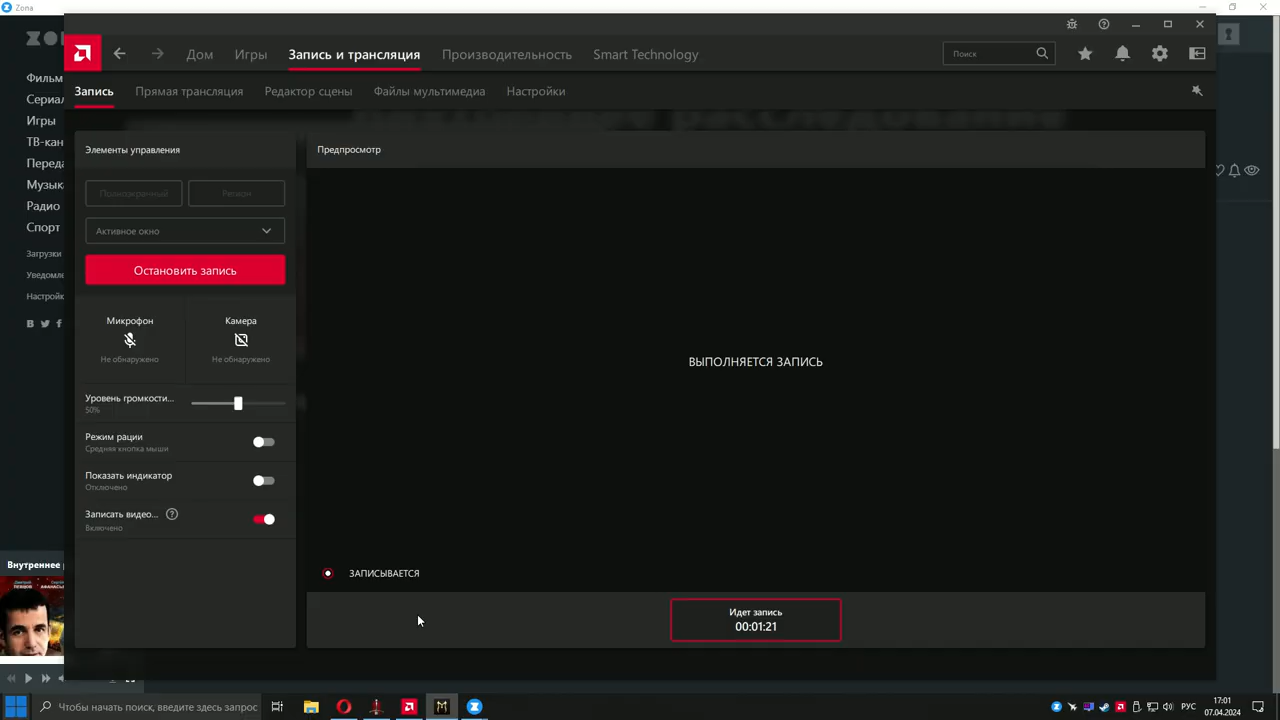 Zona
Дом
Игры
Запись и трансляция
Производительность
Smart Technology
Поиск
Запись
Прямая трансляция
Редактор сцены
Файлы мультимедиа
Настройки
Фильм
Сериал
Игры
ТВ-кан
Переда
Музыка
Радио
Спорт
Загрузки
Уведомле
Настройк
расследование
Элементы управления
Предпросмотр
Полноэкранный
Регион
Активное окно
Остановить запись
Микрофон
Камера
Не обнаружено
Не обнаружено
Уровень громкости...
50%
Режим рации
Средняя кнопка мыши
Показать индикатор
Отключено
Записать видео...
Включено
ВЫПОЛНЯЕТСЯ ЗАПИСЬ
ЗАПИСЫВАЕТСЯ
Идет запись
00:01:21
Внутреннее р
Чтобы начать поиск, введите здесь запрос
РУС
17:01
07.04.2024